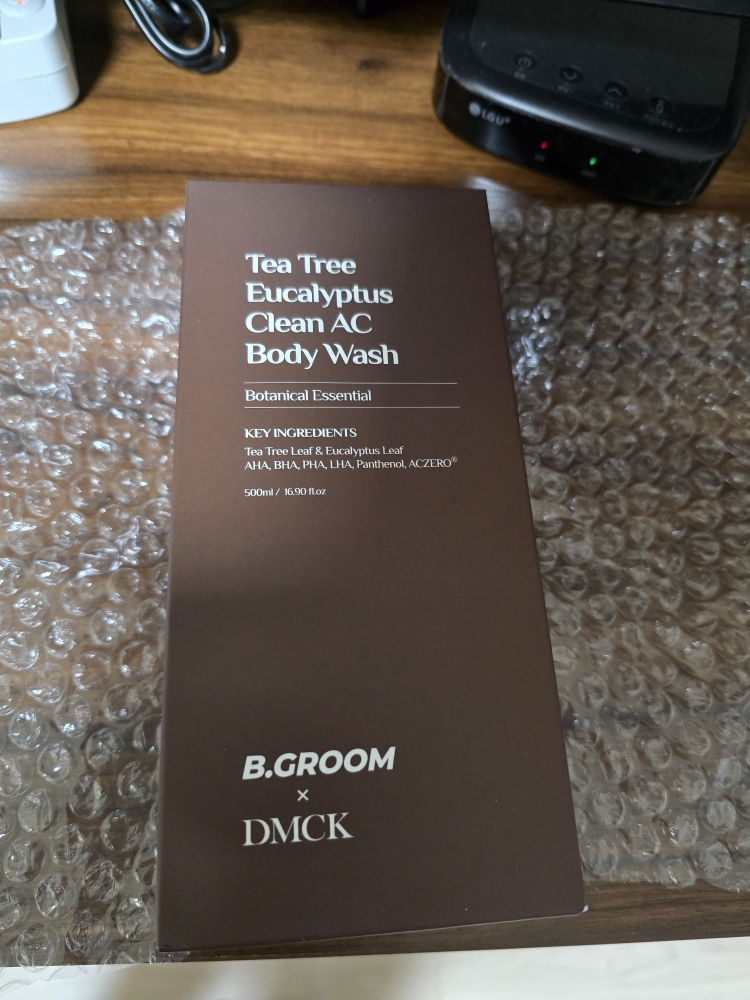 LGU+
Tea Tree
Eucalyptus
Clean AC
Body Wash
Botanical Essential
KEY INGREDIENTS
Tea Tree Leaf & Eucalyptus Leaf
AHA, BHA, PHA, LHA, Panthenol, ACZERO®
500ml / 16.90 fl.oz
B.GROOM
×
DMCK